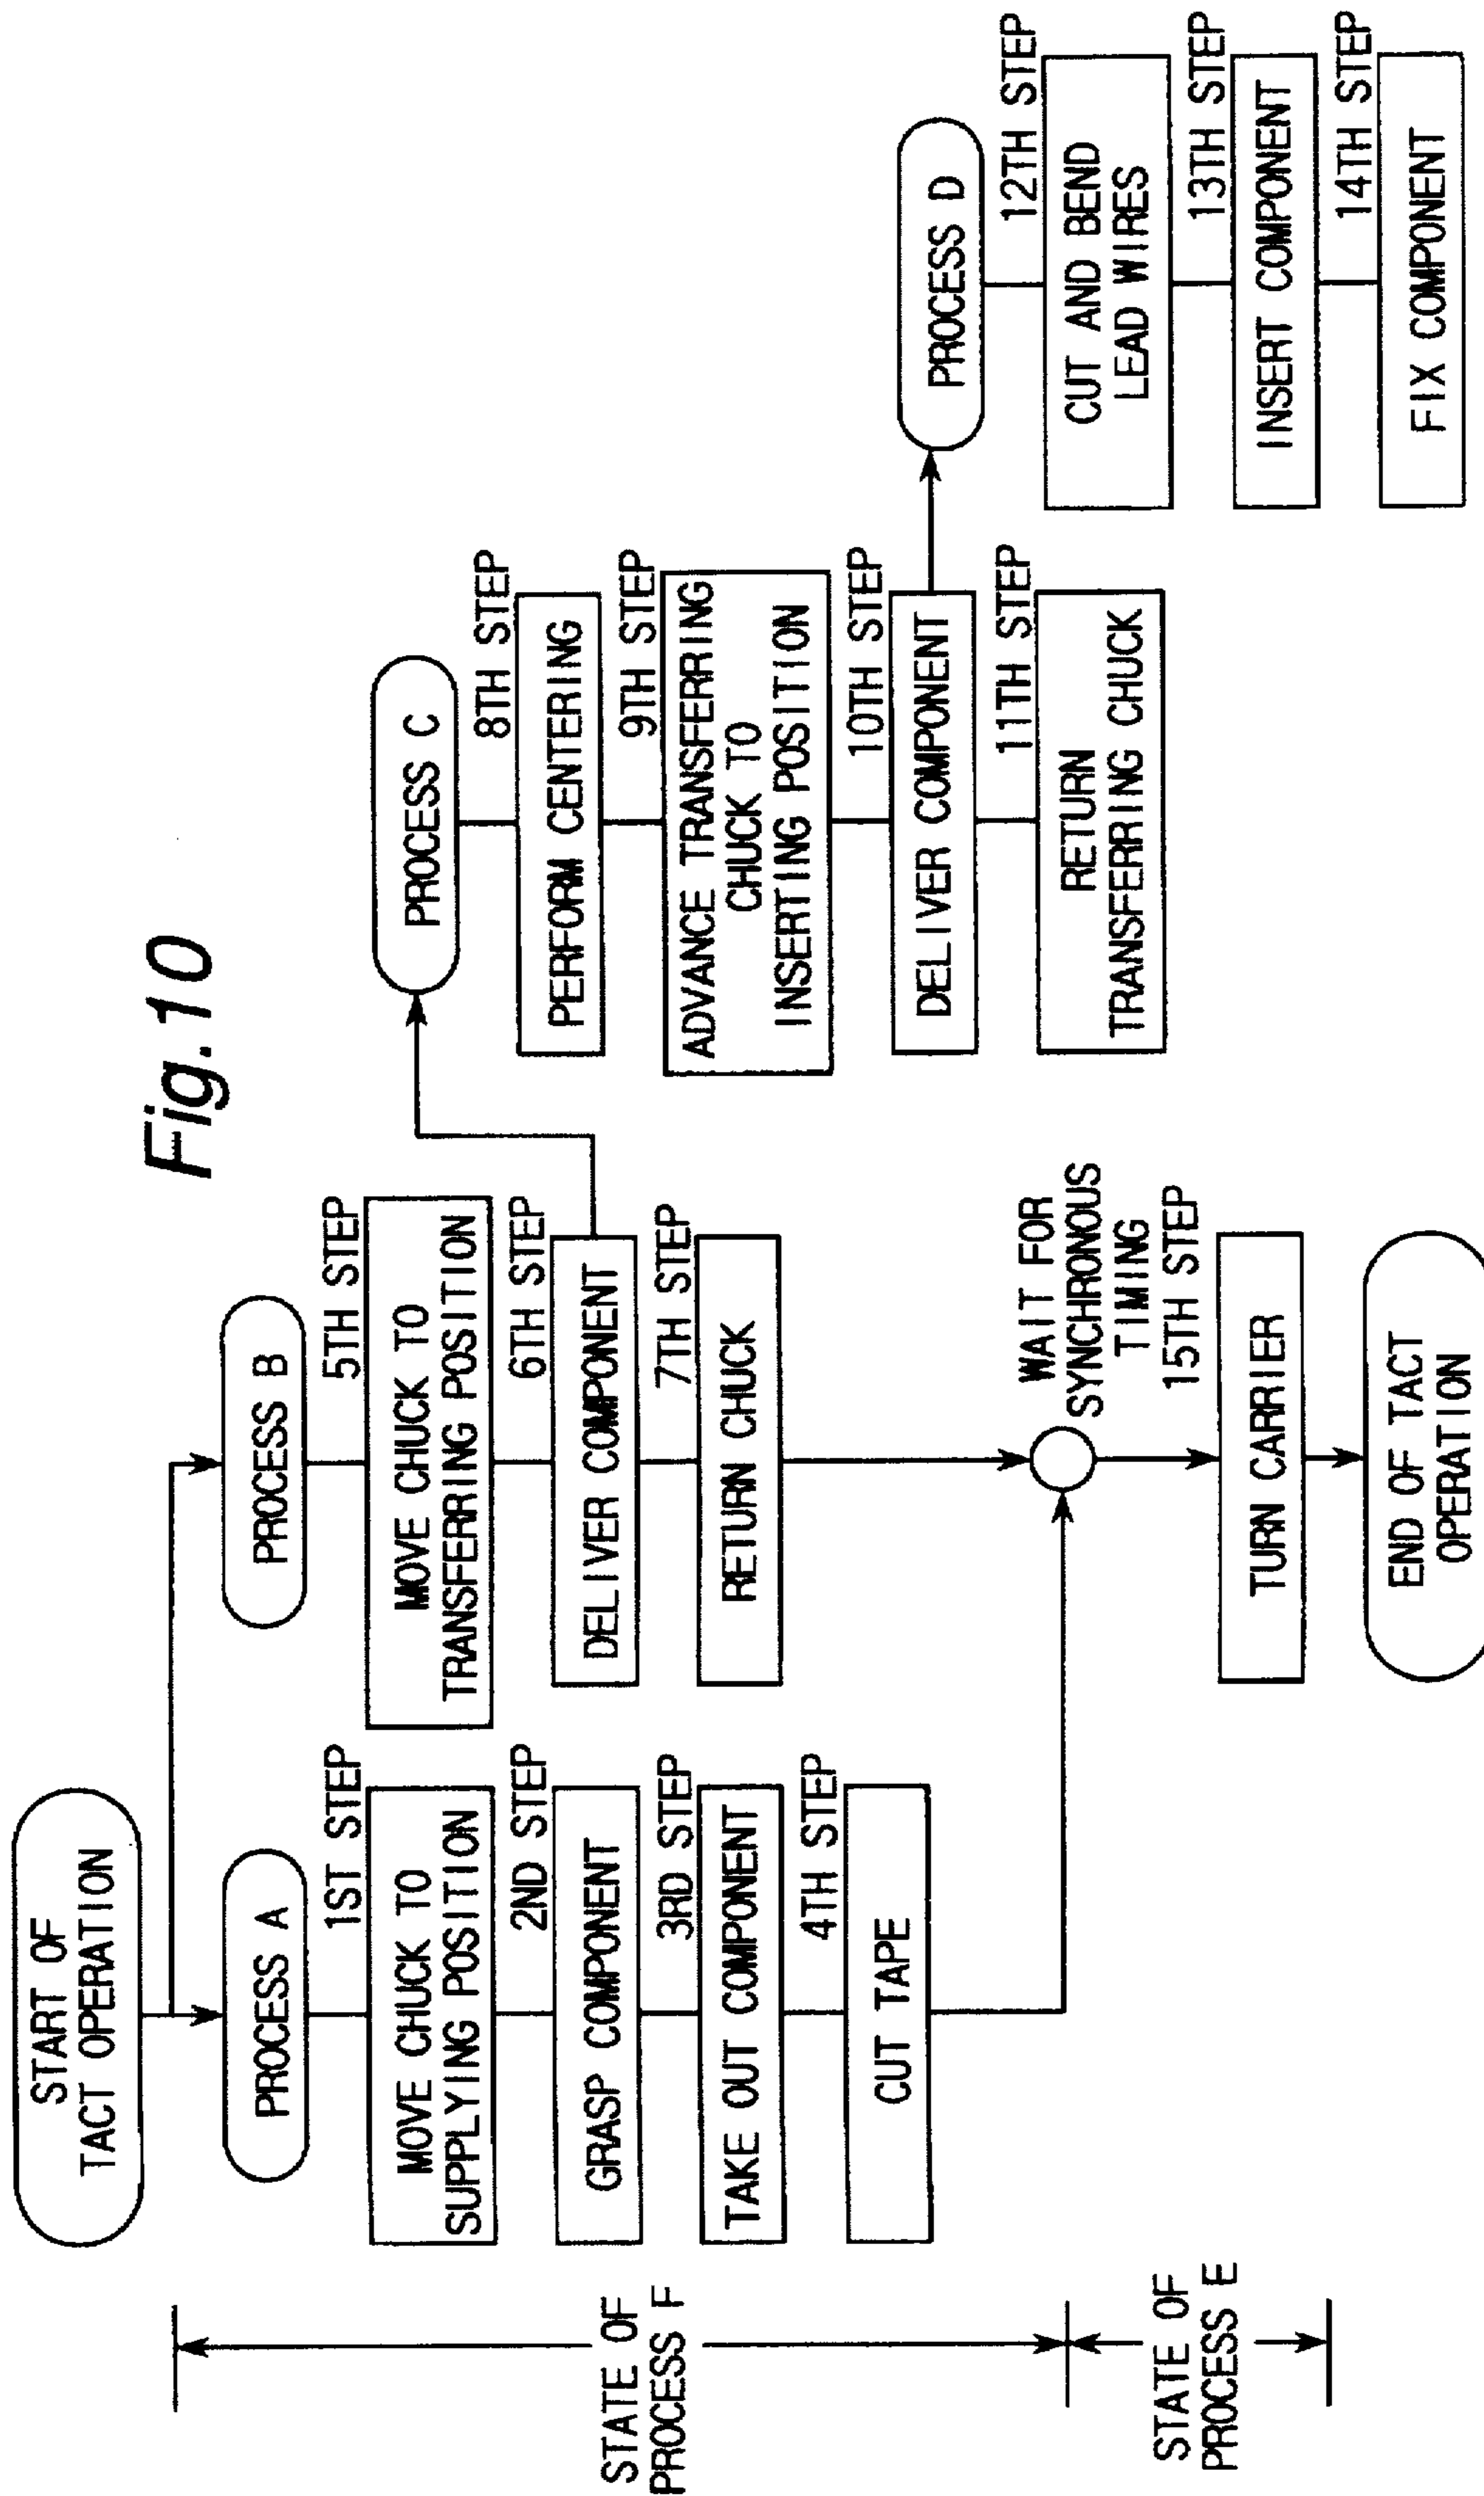 Fig.10
START OF
TACT OPERATION
PROCESS A
1ST STEP
MOVE CHUCK TO
SUPPLYING POSITION
2ND STEP
GRASP COMPONENT
3RD STEP
TAKE OUT COMPONENT
4TH STEP
CUT TAPE
PROCESS B
5TH STEP
MOVE CHUCK TO
TRANSFERRING POSITION
6TH STEP
DELIVER COMPONENT
7TH STEP
RETURN CHUCK
WAIT FOR
SYNCHRONOUS
TIMING
15TH STEP
TURN CARRIER
END OF TACT
OPERATION
PROCESS C
8TH STEP
PERFORM CENTERING
9TH STEP
ADVANCE TRANSFERRING
CHUCK TO
INSERTING POSITION
10TH STEP
DELIVER COMPONENT
11TH STEP
RETURN
TRANSFERRING CHUCK
PROCESS D
12TH STEP
CUT AND BEND
LEAD WIRES
13TH STEP
INSERT COMPONENT
14TH STEP
FIX COMPONENT
STATE OF
PROCESS F
STATE OF
PROCESS E